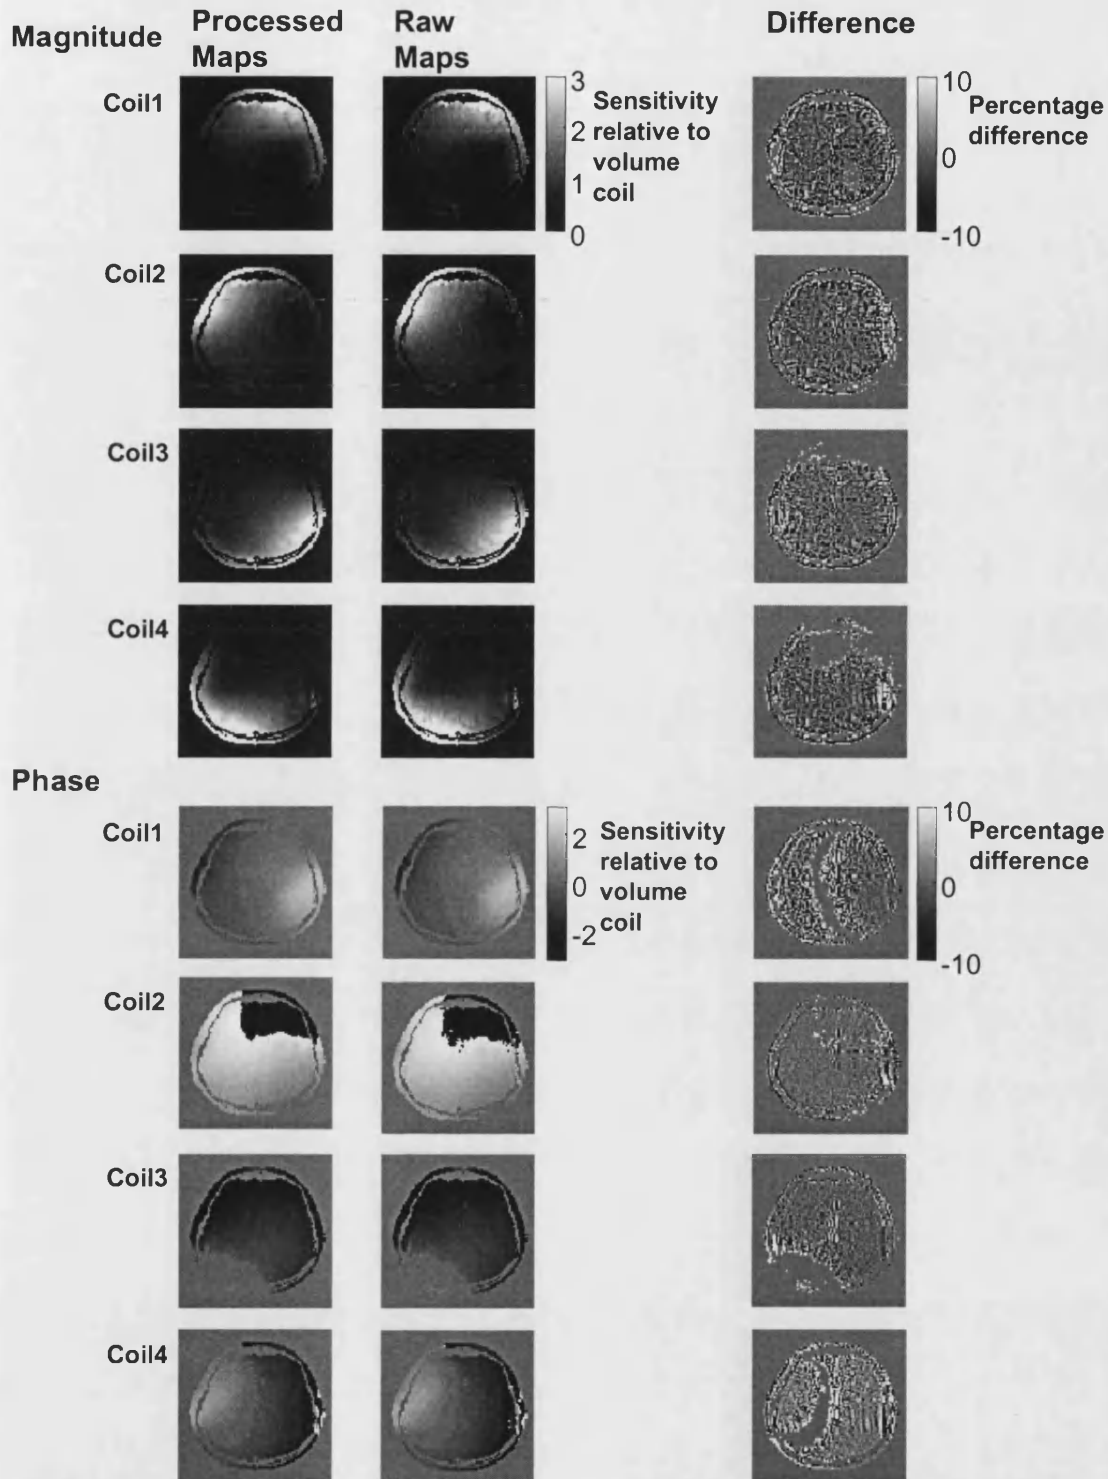 Magnitude
Processed
Maps
Raw
Maps
Difference
Coil1
3
2
1
0
Sensitivity
relative to
volume
coil
10
0
-10
Percentage
difference
Coil2
Coil3
Coil4
Phase
Coil1
2
0
-2
Sensitivity
relative to
volume
coil
10
0
-10
Percentage
difference
Coil2
Coil3
Coil4